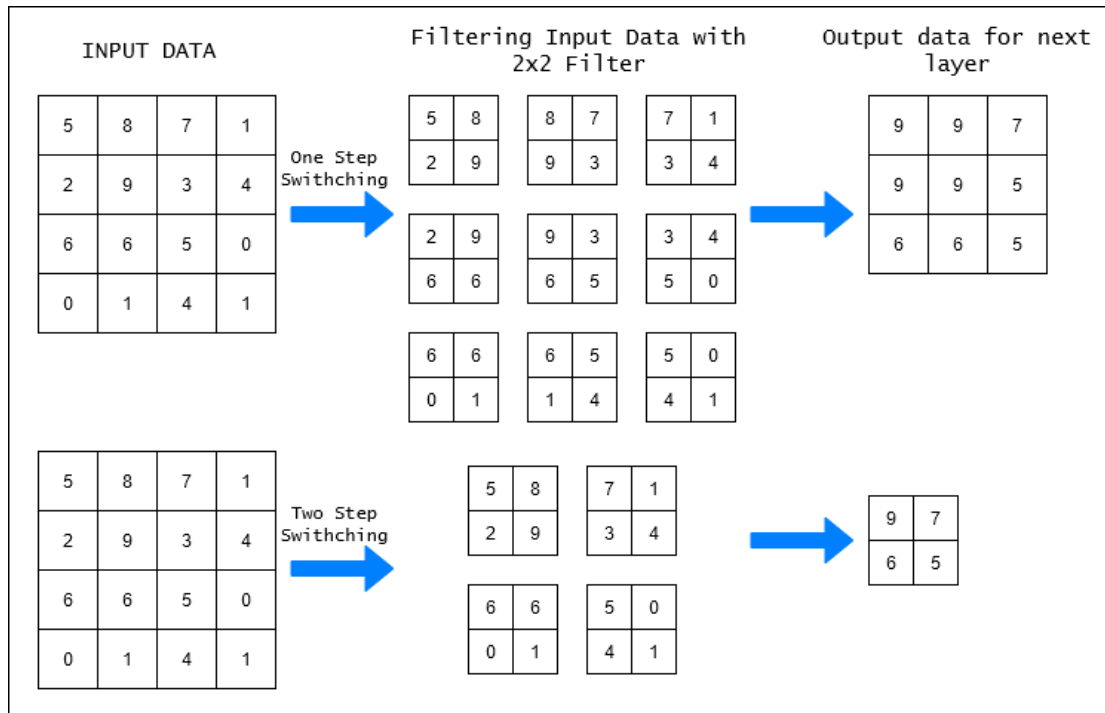 INPUT DATA
Filtering Input Data with
2x2 Filter
Output data for next
layer
5 8 7 1
2 9 3 4
6 6 5 0
0 1 4 1
One Step
Swithching
5 8
2 9
8 7
9 3
7 1
3 4
2 9
6 6
9 3
6 5
3 4
5 0
6 6
0 1
6 5
1 4
5 0
4 1
9 9 7
9 9 5
6 6 5
5 8 7 1
2 9 3 4
6 6 5 0
0 1 4 1
Two Step
Swithching
5 8
2 9
7 1
3 4
6 6
0 1
5 0
4 1
9 7
6 5